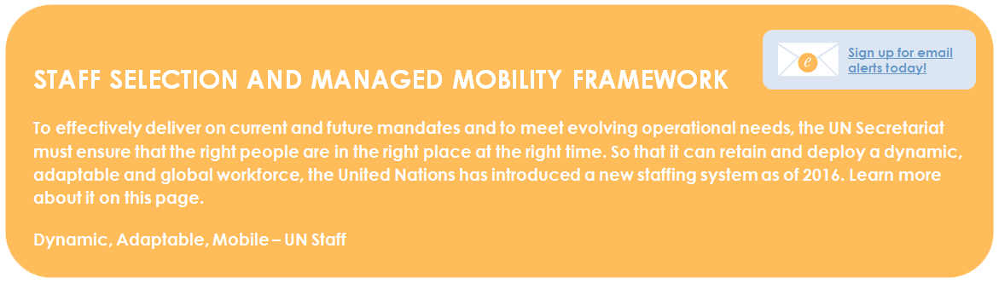 Sign up for email
alerts today!
STAFF SELECTION AND MANAGED MOBILITY FRAMEWORK
To effectively deliver on current and future mandates and to meet evolving operational needs, the UN Secretariat
must ensure that the right people are in the right place at the right time. So that it can retain and deploy a dynamic,
adaptable and global workforce, the United Nations has introduced a new staffing system as of 2016. Learn more
about it on this page.
Dynamic, Adaptable, Mobile – UN Staff